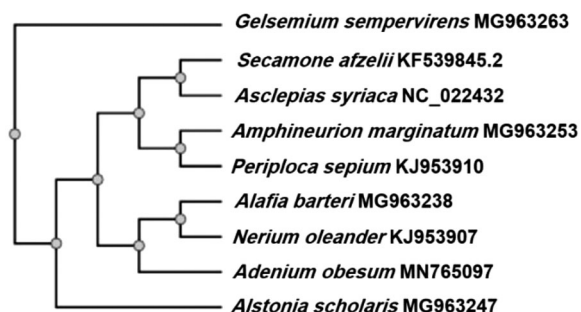 Gelsemium sempervirens MG963263
Secamone afzelii KF539845.2
Asclepias syriaca NC_022432
Amphineurion marginatum MG963253
Periploca sepium KJ953910
Alafia barteri MG963238
Nerium oleander KJ953907
Adenium obesum MN765097
Alstonia scholaris MG963247